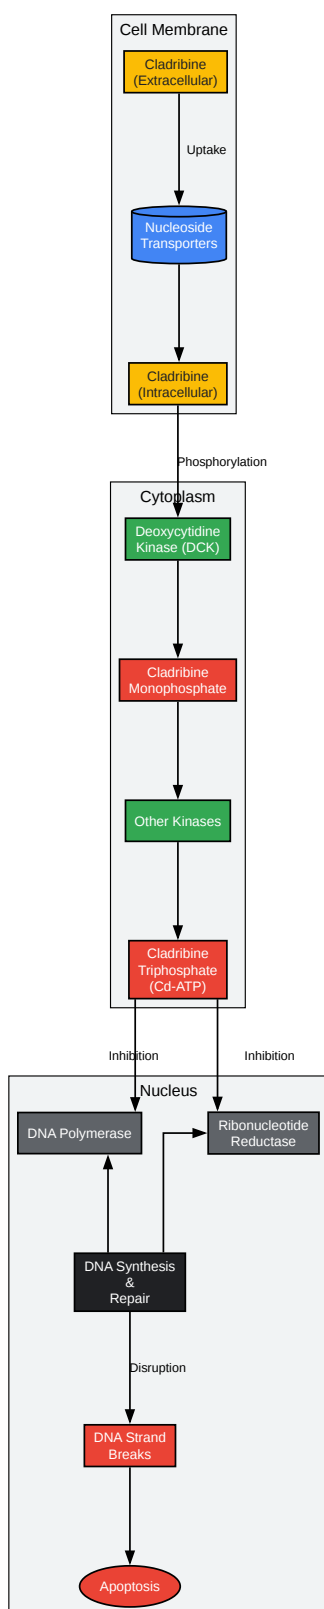 Cell Membrane
Cladribine
(Extracellular)
Uptake
Nucleoside
Transporters
Cladribine
(Intracellular)
Phosphorylation
Cytoplasm
Deoxycytidine
Kinase (DCK)
Cladribine
Monophosphate
Other Kinases
Cladribine
Triphosphate
(Cd-ATP)
Inhibition
Inhibition
Nucleus
DNA Polymerase
Ribonucleotide
Reductase
DNA Synthesis
&
Repair
Disruption
DNA Strand
Breaks
Apoptosis